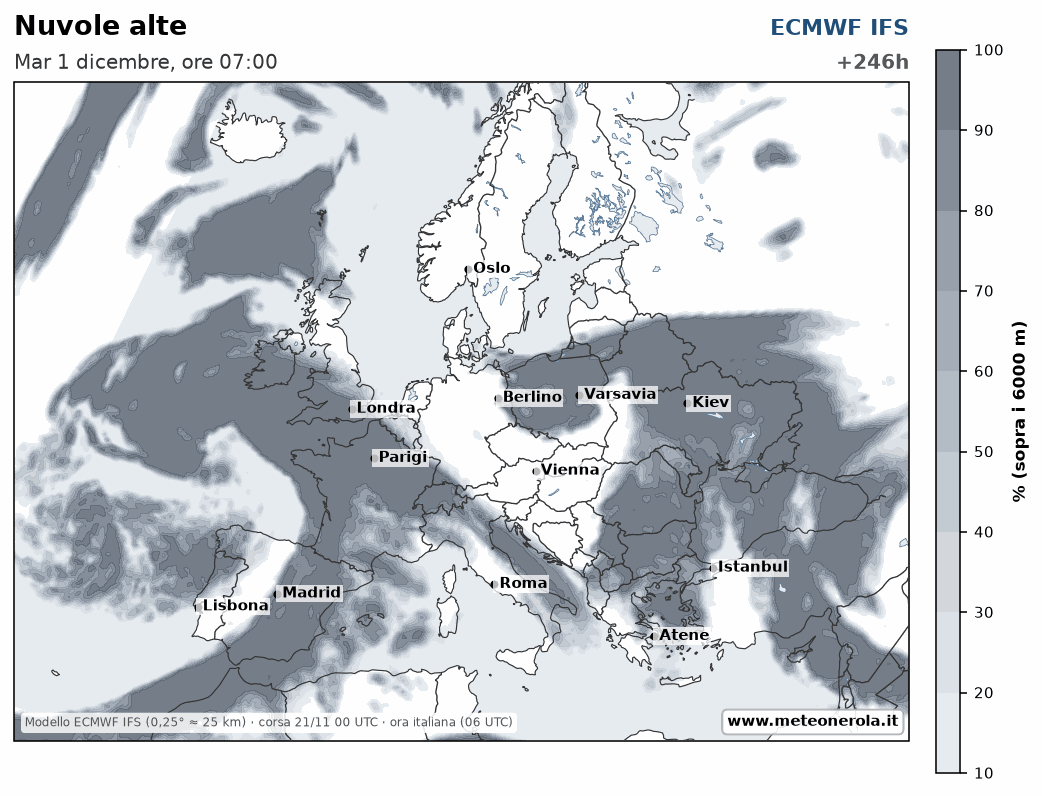 Nuvole alte
ECMWF IFS
Mar 1 dicembre, ore 07:00
+246h
100
90
80
70
60
50
40
30
20
10
% (sopra i 6000 m)
Oslo
Berlino
Varsavia
Kiev
Londra
Parigi
Vienna
Istanbul
Roma
Madrid
Lisbona
Atene
Modello ECMWF IFS (0,25° ≈ 25 km) · corsa 21/11 00 UTC · ora italiana (06 UTC)
www.meteonerola.it